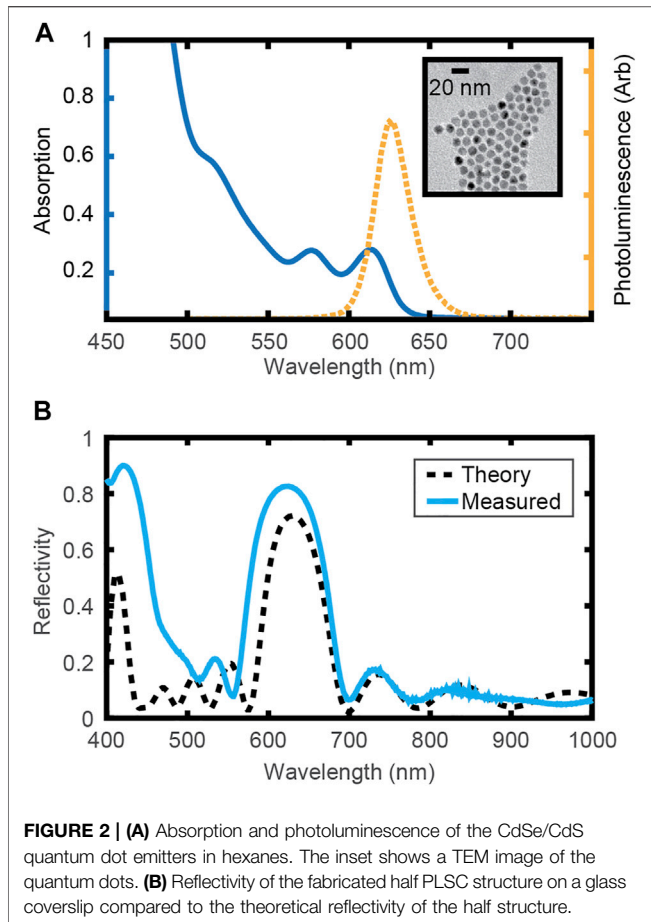 A
1
0.8
0.6
0.4
0.2
Absorption
20 nm
Photoluminescence (Arb)
450 500 550 600 650 700
Wavelength (nm)
B
1
0.8
0.6
0.4
0.2
0
Reflectivity
Theory
Measured
400 500 600 700 800 900 1000
Wavelength (nm)
FIGURE 2 | (A) Absorption and photoluminescence of the CdSe/CdS
quantum dot emitters in hexanes. The inset shows a TEM image of the
quantum dots. (B) Reflectivity of the fabricated half PLSC structure on a glass
coverslip compared to the theoretical reflectivity of the half structure.